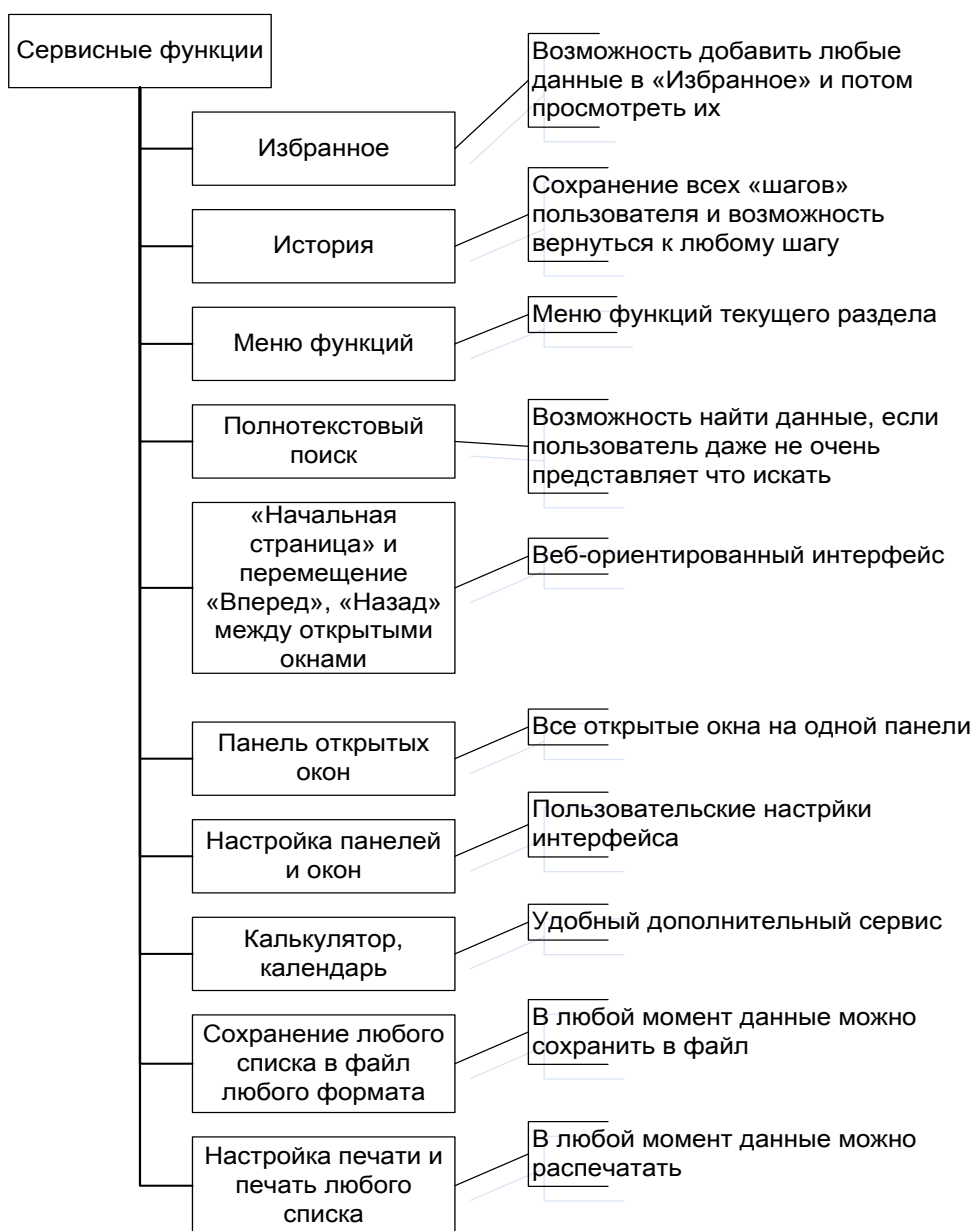 Сервисные функции
Возможность добавить любые
данные в «Избранное» и потом
просмотреть их
Избранное
Сохранение всех «шагов»
пользователя и возможность
вернуться к любому шагу
История
Меню функций текущего раздела
Меню функций
Возможность найти данные, если
пользователь даже не очень
представляет что искать
Полнотекстовый
поиск
«Начальная
страница» и
перемещение
«Вперед», «Назад»
между открытыми
окнами
Веб-ориентированный интерфейс
Все открытые окна на одной панели
Панель открытых
окон
Пользовательские настрйки
интерфейса
Настройка панелей
и окон
Удобный дополнительный сервис
Калькулятор,
календарь
В любой момент данные можно
сохранить в файл
Сохранение любого
списка в файл
любого формата
В любой момент данные можно
распечатать
Настройка печати и
печать любого
списка